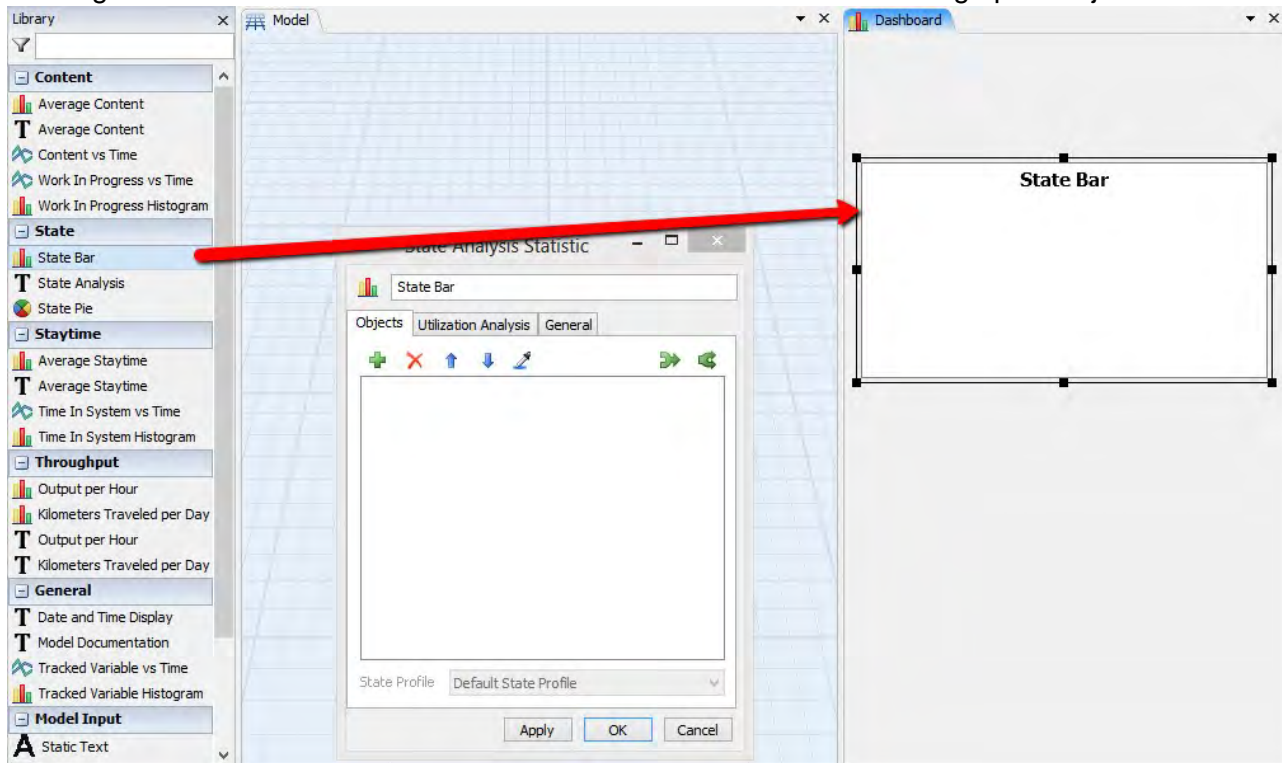 Library
Model
Dashboard
Content
Average Content
T Average Content
Content vs Time
Work In Progress vs Time
Work In Progress Histogram
State
State Bar
T State Analysis
State Pie
Staytime
Average Staytime
T Average Staytime
Time In System vs Time
Time In System Histogram
Throughput
Output per Hour
Kilometers Traveled per Day
T Output per Hour
T Kilometers Traveled per Day
General
T Date and Time Display
T Model Documentation
Tracked Variable vs Time
Tracked Variable Histogram
Model Input
A Static Text
State Analysis Statistic
State Bar
Objects Utilization Analysis General
State Profile Default State Profile
Apply OK Cancel
State Bar